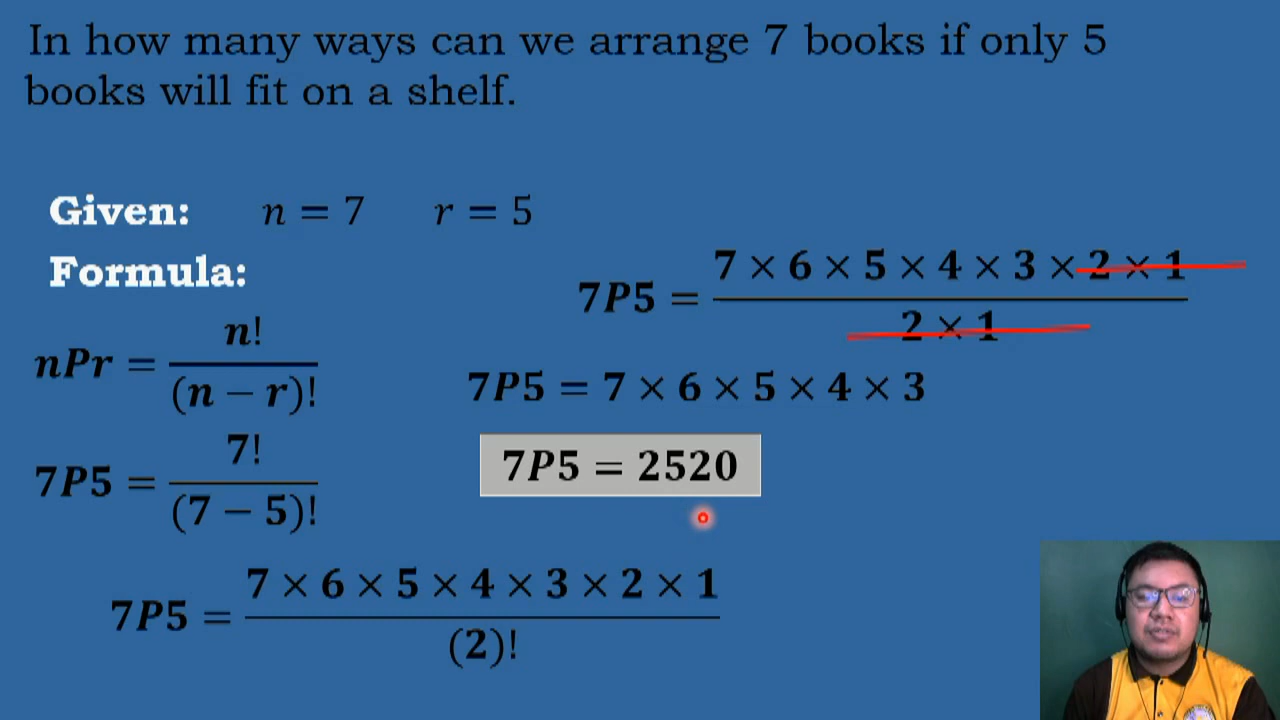 In how many ways can we arrange 7 books if only 5
books will fit on a shelf.
Given: n = 7 r = 5
Formula:
nPr = n! / (n − r)!
7P5 = 7! / (7 − 5)!
7P5 = 7 × 6 × 5 × 4 × 3 × 2 × 1 / (2)!
7P5 = 7 × 6 × 5 × 4 × 3 × 2 × 1 / 2 × 1
7P5 = 7 × 6 × 5 × 4 × 3
7P5 = 2520